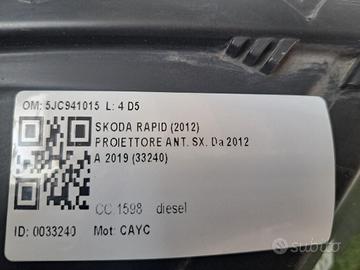 OM: 5JC941015 L: 4 D5
SKODA RAPID (2012)
PROIETTORE ANT. SX. Da 2012
A 2019 (33240)
CC.1598 diesel
ID: 0033240 Mot: CAYC
subito